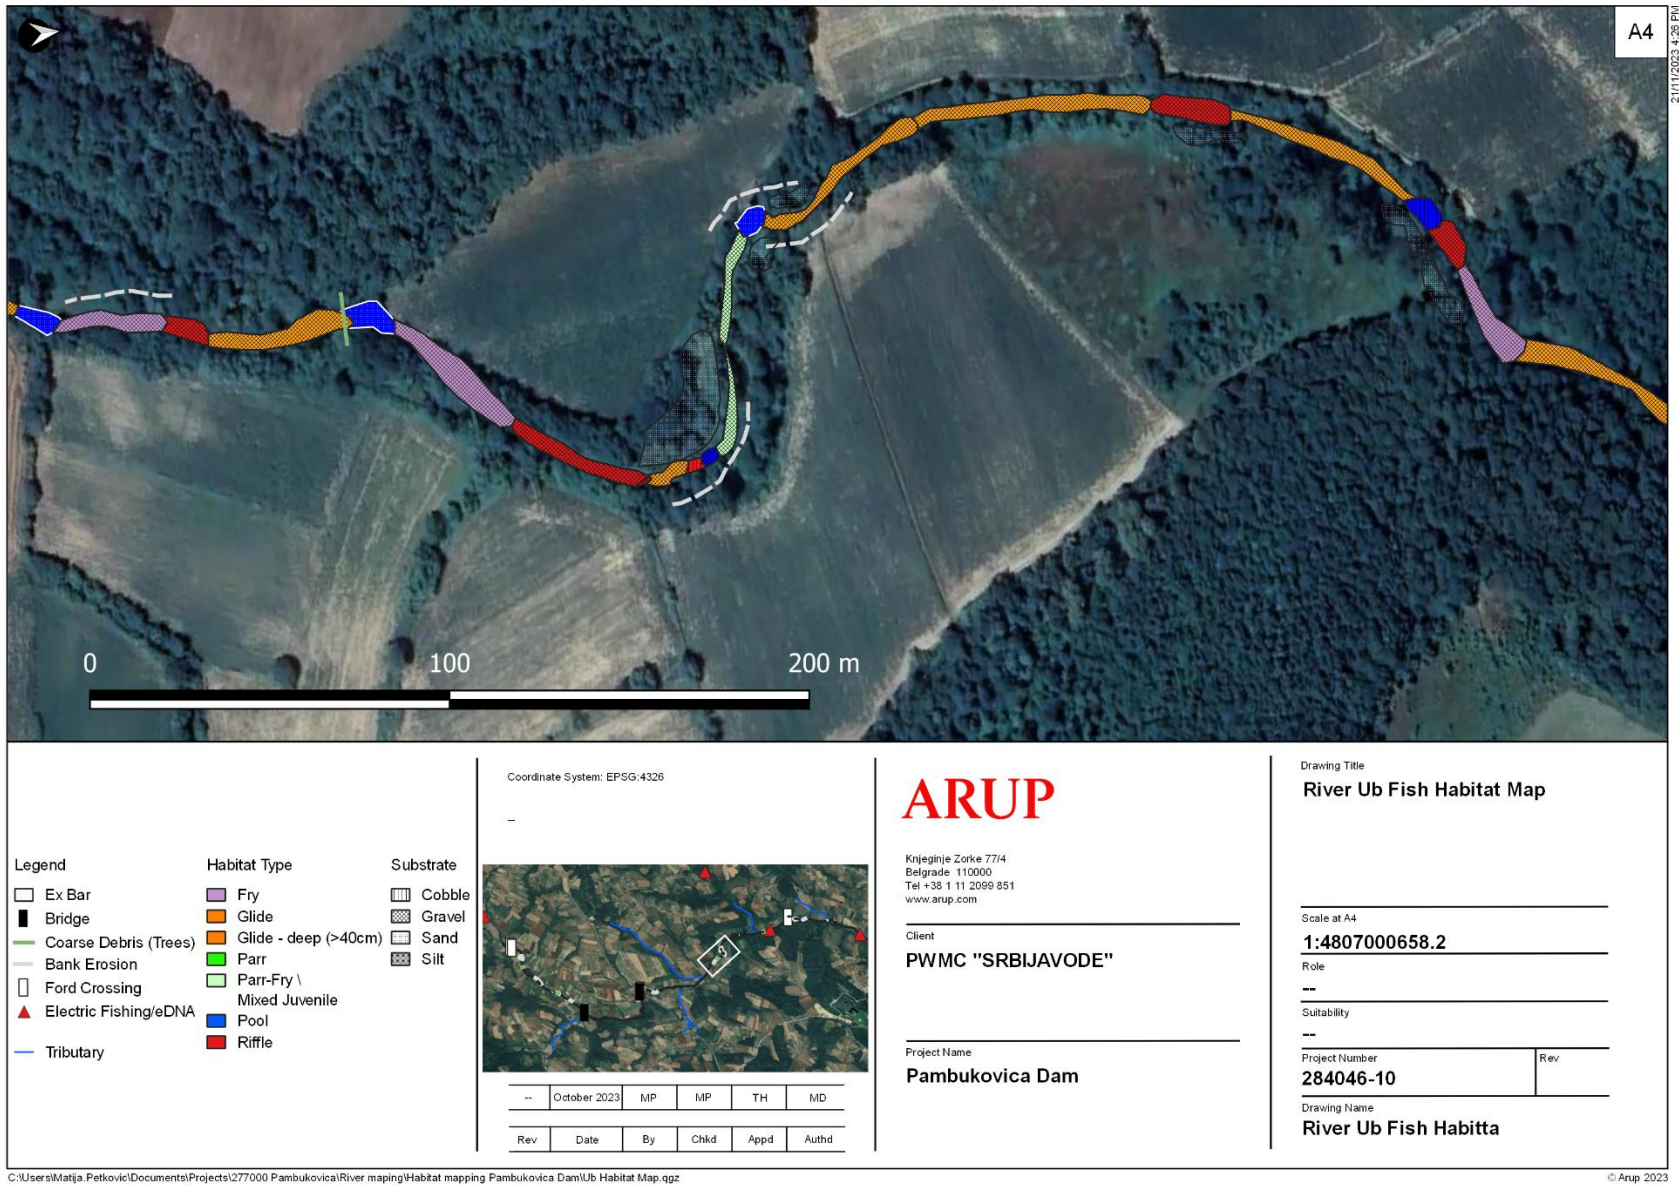 A4
21/11/2023 4:26 PM
0 100 200 m
Legend
Ex Bar
Bridge
Coarse Debris (Trees)
Bank Erosion
Ford Crossing
Electric Fishing/eDNA
Tributary
Habitat Type
Fry
Glide
Glide - deep (>40cm)
Parr
Parr-Fry \
Mixed Juvenile
Pool
Riffle
Substrate
Cobble
Gravel
Sand
Silt
Coordinate System: EPSG:4326
--
-- October 2023 MP MP TH MD
Rev Date By Chkd Appd Authd
ARUP
Knjeginje Zorke 77/4
Belgrade 110000
Tel +38 1 11 2099 851
www.arup.com
Client
PWMC "SRBIJAVODE"
Project Name
Pambukovica Dam
Drawing Title
River Ub Fish Habitat Map
Scale at A4
1:4807000658.2
Role
--
Suitability
--
Project Number Rev
284046-10
Drawing Name
River Ub Fish Habitta
C:\Users\Matija.Petkovic\Documents\Projects\277000 Pambukovica\River maping\Habitat mapping Pambukovica Dam\Ub Habitat Map.qgz
© Arup 2023